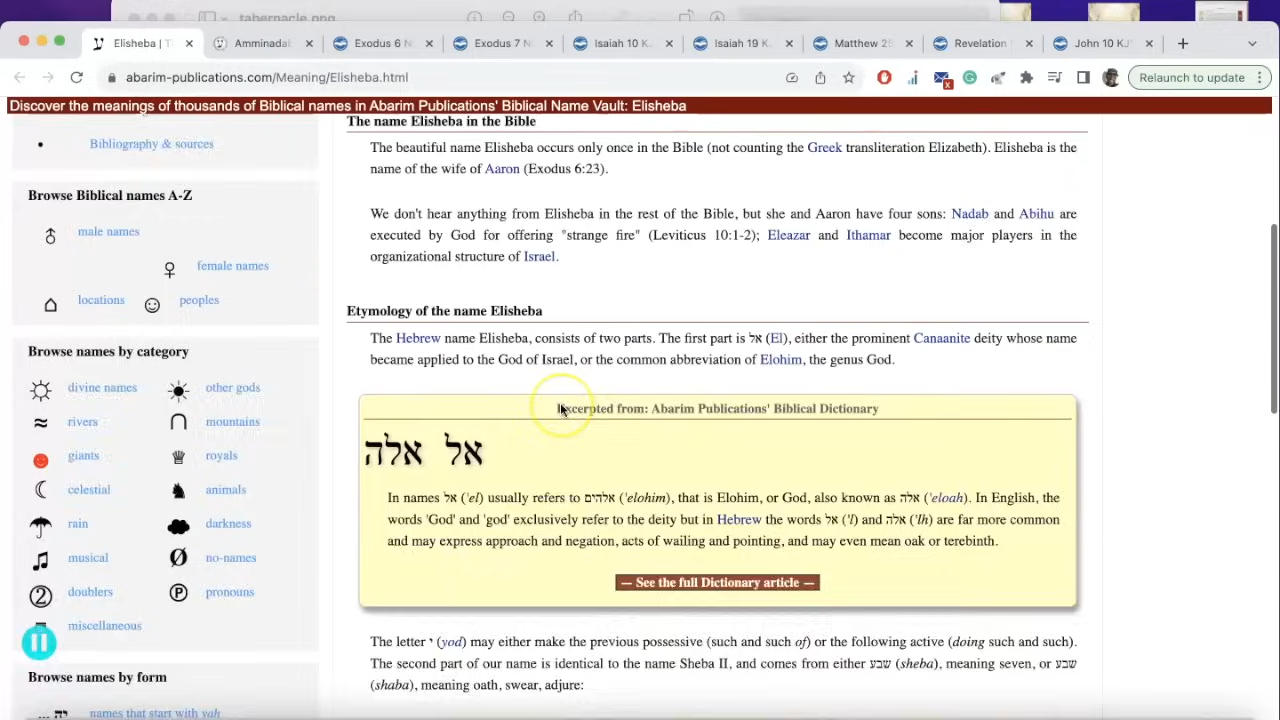 tabernacle.png
Elisheba | T
Amminadab
Exodus 6 N
Exodus 7 N
Isaiah 10 K
Isaiah 19 K
Matthew 25
Revelation
John 10 KJ
abarim-publications.com/Meaning/Elisheba.html
Relaunch to update
Discover the meanings of thousands of Biblical names in Abarim Publications' Biblical Name Vault: Elisheba
Bibliography & sources
Browse Biblical names A-Z
male names
female names
locations
peoples
Browse names by category
divine names
other gods
rivers
mountains
giants
royals
celestial
animals
rain
darkness
musical
no-names
doublers
pronouns
miscellaneous
Browse names by form
names that start with yah
The name Elisheba in the Bible
The beautiful name Elisheba occurs only once in the Bible (not counting the Greek transliteration Elizabeth). Elisheba is the
name of the wife of Aaron (Exodus 6:23).
We don't hear anything from Elisheba in the rest of the Bible, but she and Aaron have four sons: Nadab and Abihu are
executed by God for offering "strange fire" (Leviticus 10:1-2); Eleazar and Ithamar become major players in the
organizational structure of Israel.
Etymology of the name Elisheba
The Hebrew name Elisheba, consists of two parts. The first part is אל (El), either the prominent Canaanite deity whose name
became applied to the God of Israel, or the common abbreviation of Elohim, the genus God.
Excerpted from: Abarim Publications' Biblical Dictionary
אל אלה
In names אל ('el) usually refers to אלהים ('elohim), that is Elohim, or God, also known as אלה ('eloah). In English, the
words 'God' and 'god' exclusively refer to the deity but in Hebrew the words אל ('l) and אלה ('lh) are far more common
and may express approach and negation, acts of wailing and pointing, and may even mean oak or terebinth.
— See the full Dictionary article —
The letter י (yod) may either make the previous possessive (such and such of) or the following active (doing such and such).
The second part of our name is identical to the name Sheba II, and comes from either שבע (sheba), meaning seven, or שבע
(shaba), meaning oath, swear, adjure: